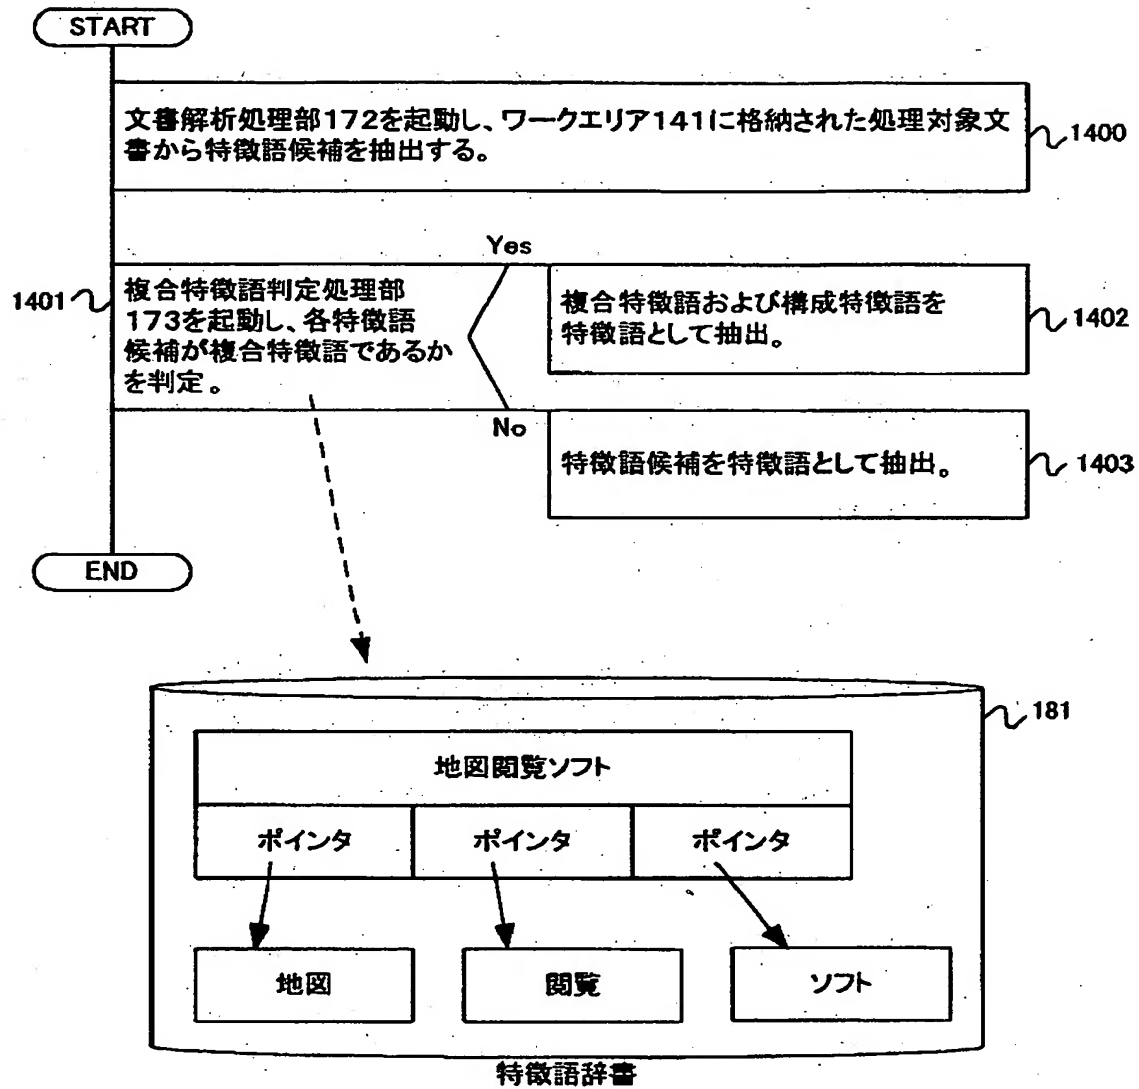 START
文書解析処理部172を起動し、ワークエリア141に格納された処理対象文
書から特徴語候補を抽出する。
1400
Yes
1401
複合特徴語判定処理部
173を起動し、各特徴語
候補が複合特徴語であるか
を判定。
複合特徴語および構成特徴語を
特徴語として抽出。
1402
No
特徴語候補を特徴語として抽出。
1403
END
181
地図閲覧ソフト
ポインタ
ポインタ
ポインタ
地図
閲覧
ソフト
特徴語辞書